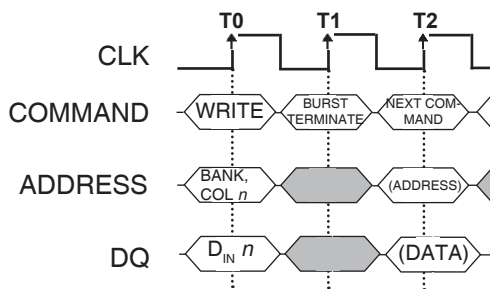 T0 T1 T2
CLK
COMMAND WRITE BURST TERMINATE NEXT COM-MAND
ADDRESS BANK, COL n (ADDRESS)
DQ DIN n (DATA)